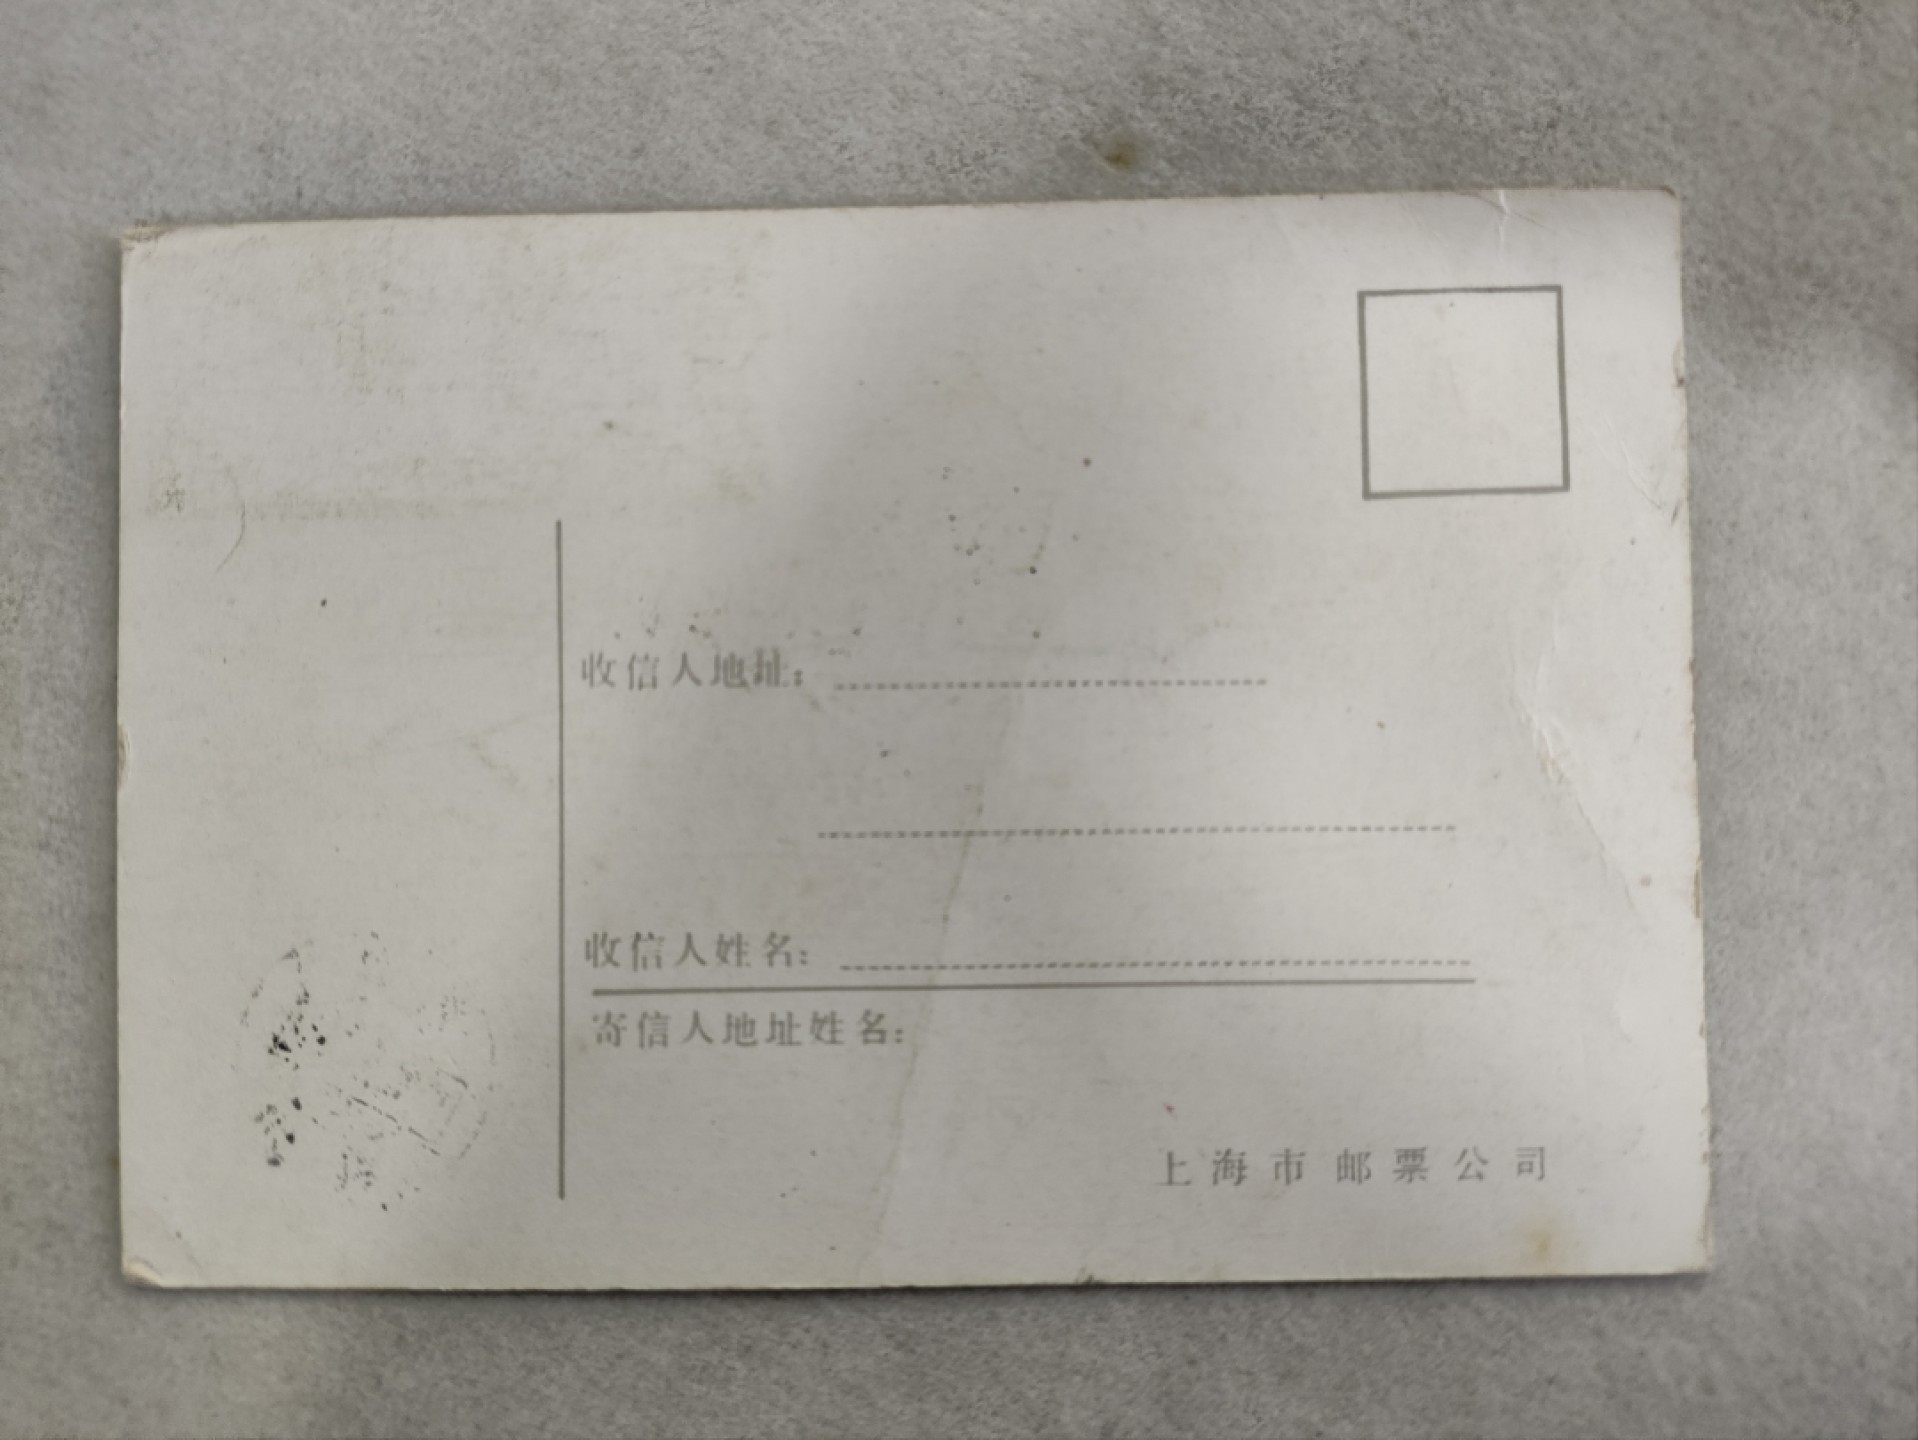 收信人地址：
收信人姓名：
寄信人地址姓名：
上海市邮票公司